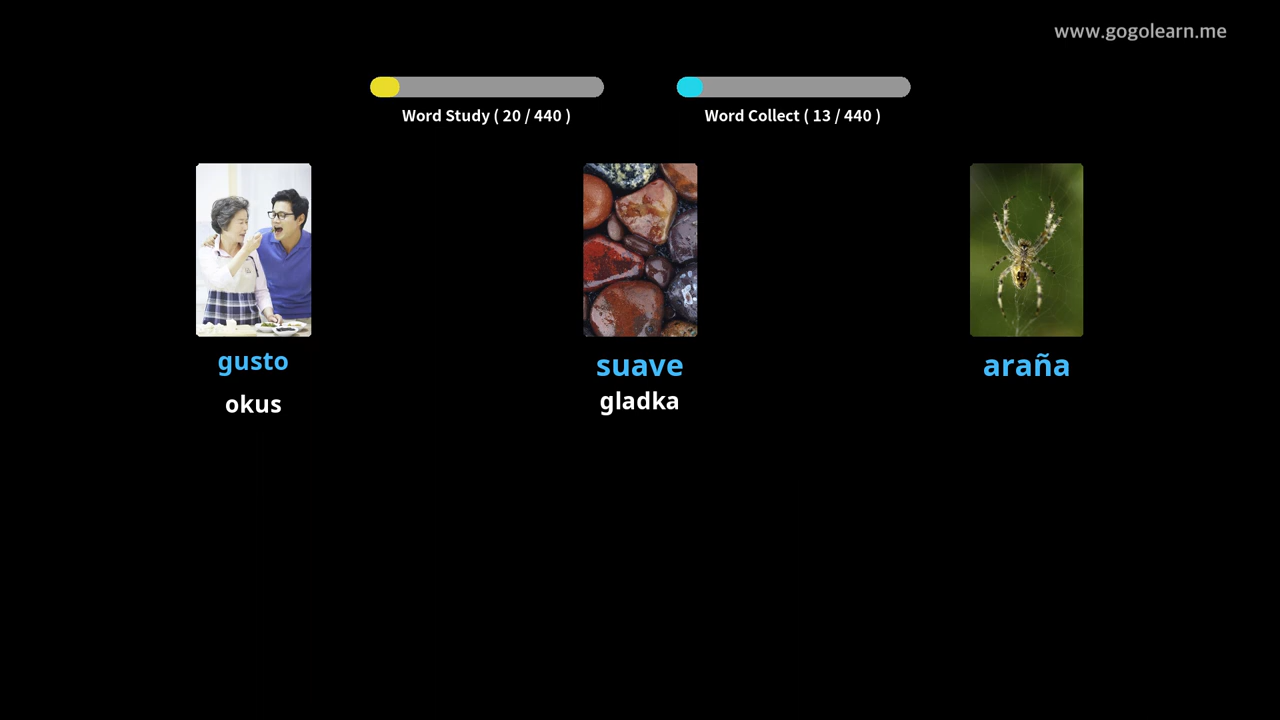 www.gogolearn.me
Word Study ( 20 / 440 )
Word Collect ( 13 / 440 )
gusto
okus
suave
gladka
araña